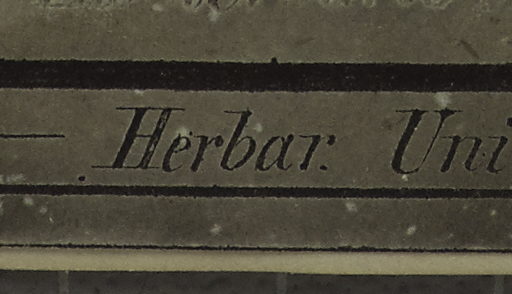 — Herbar. Uni